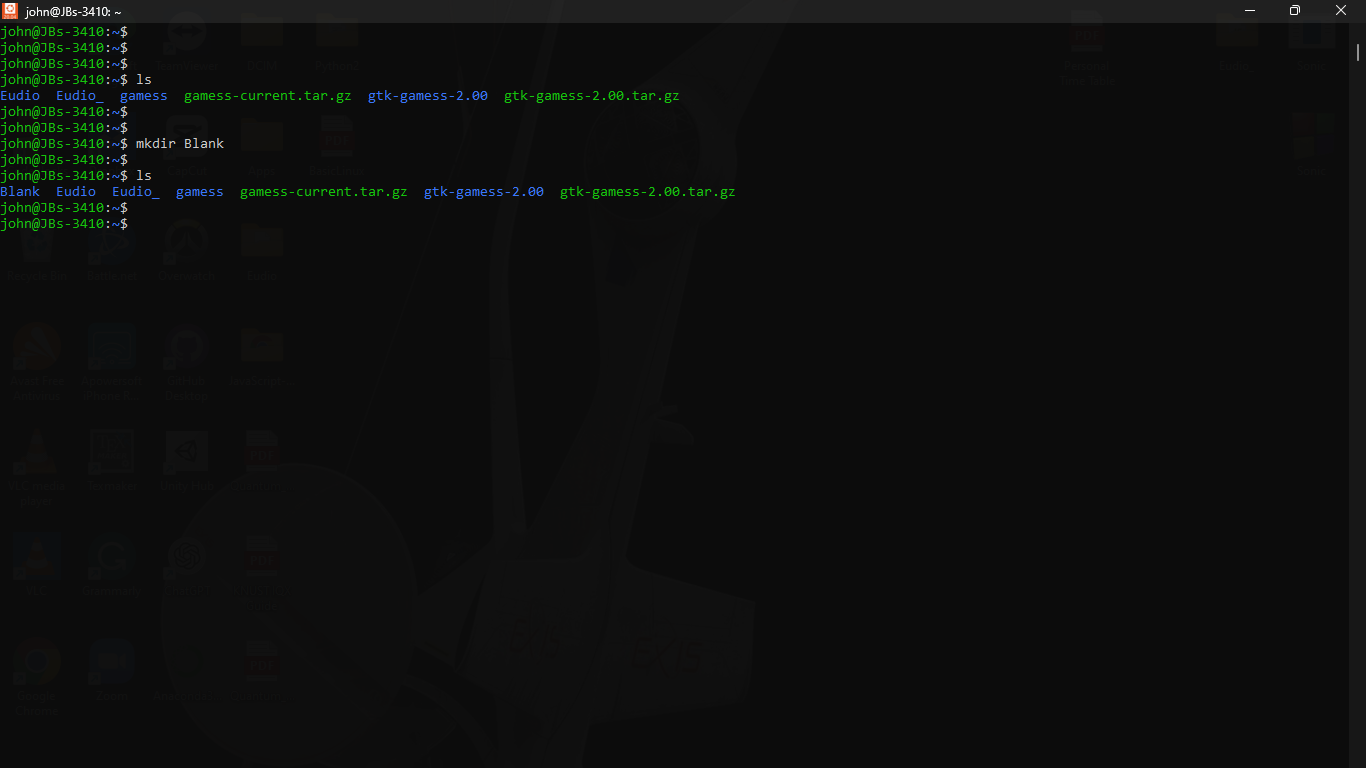 john@JBs-3410: ~
john@JBs-3410:~$
john@JBs-3410:~$
john@JBs-3410:~$
john@JBs-3410:~$ ls
Eudio  Eudio_  gamess  gamess-current.tar.gz  gtk-gamess-2.00  gtk-gamess-2.00.tar.gz
john@JBs-3410:~$
john@JBs-3410:~$
john@JBs-3410:~$ mkdir Blank
john@JBs-3410:~$
john@JBs-3410:~$ ls
Blank  Eudio  Eudio_  gamess  gamess-current.tar.gz  gtk-gamess-2.00  gtk-gamess-2.00.tar.gz
john@JBs-3410:~$
john@JBs-3410:~$